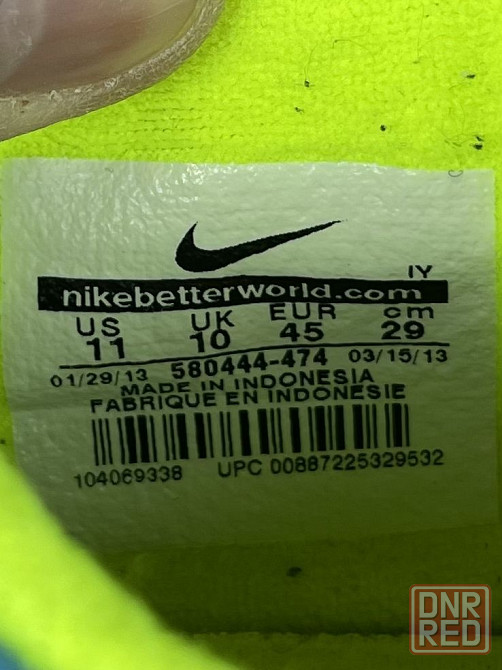 IY
nikebetterworld.com
US UK EUR cm
11 10 45 29
01/29/13 580444-474 03/15/13
MADE IN INDONESIA
FABRIQUE EN INDONESIE
104069338 UPC 00887225329532
DNR
RED